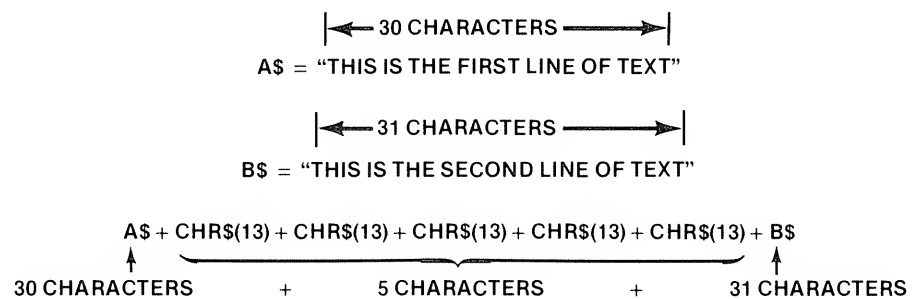 30 CHARACTERS
A$ = “THIS IS THE FIRST LINE OF TEXT”
31 CHARACTERS
B$ = “THIS IS THE SECOND LINE OF TEXT”
A$ + CHR$(13) + CHR$(13) + CHR$(13) + CHR$(13) + CHR$(13) + B$
30 CHARACTERS + 5 CHARACTERS + 31 CHARACTERS